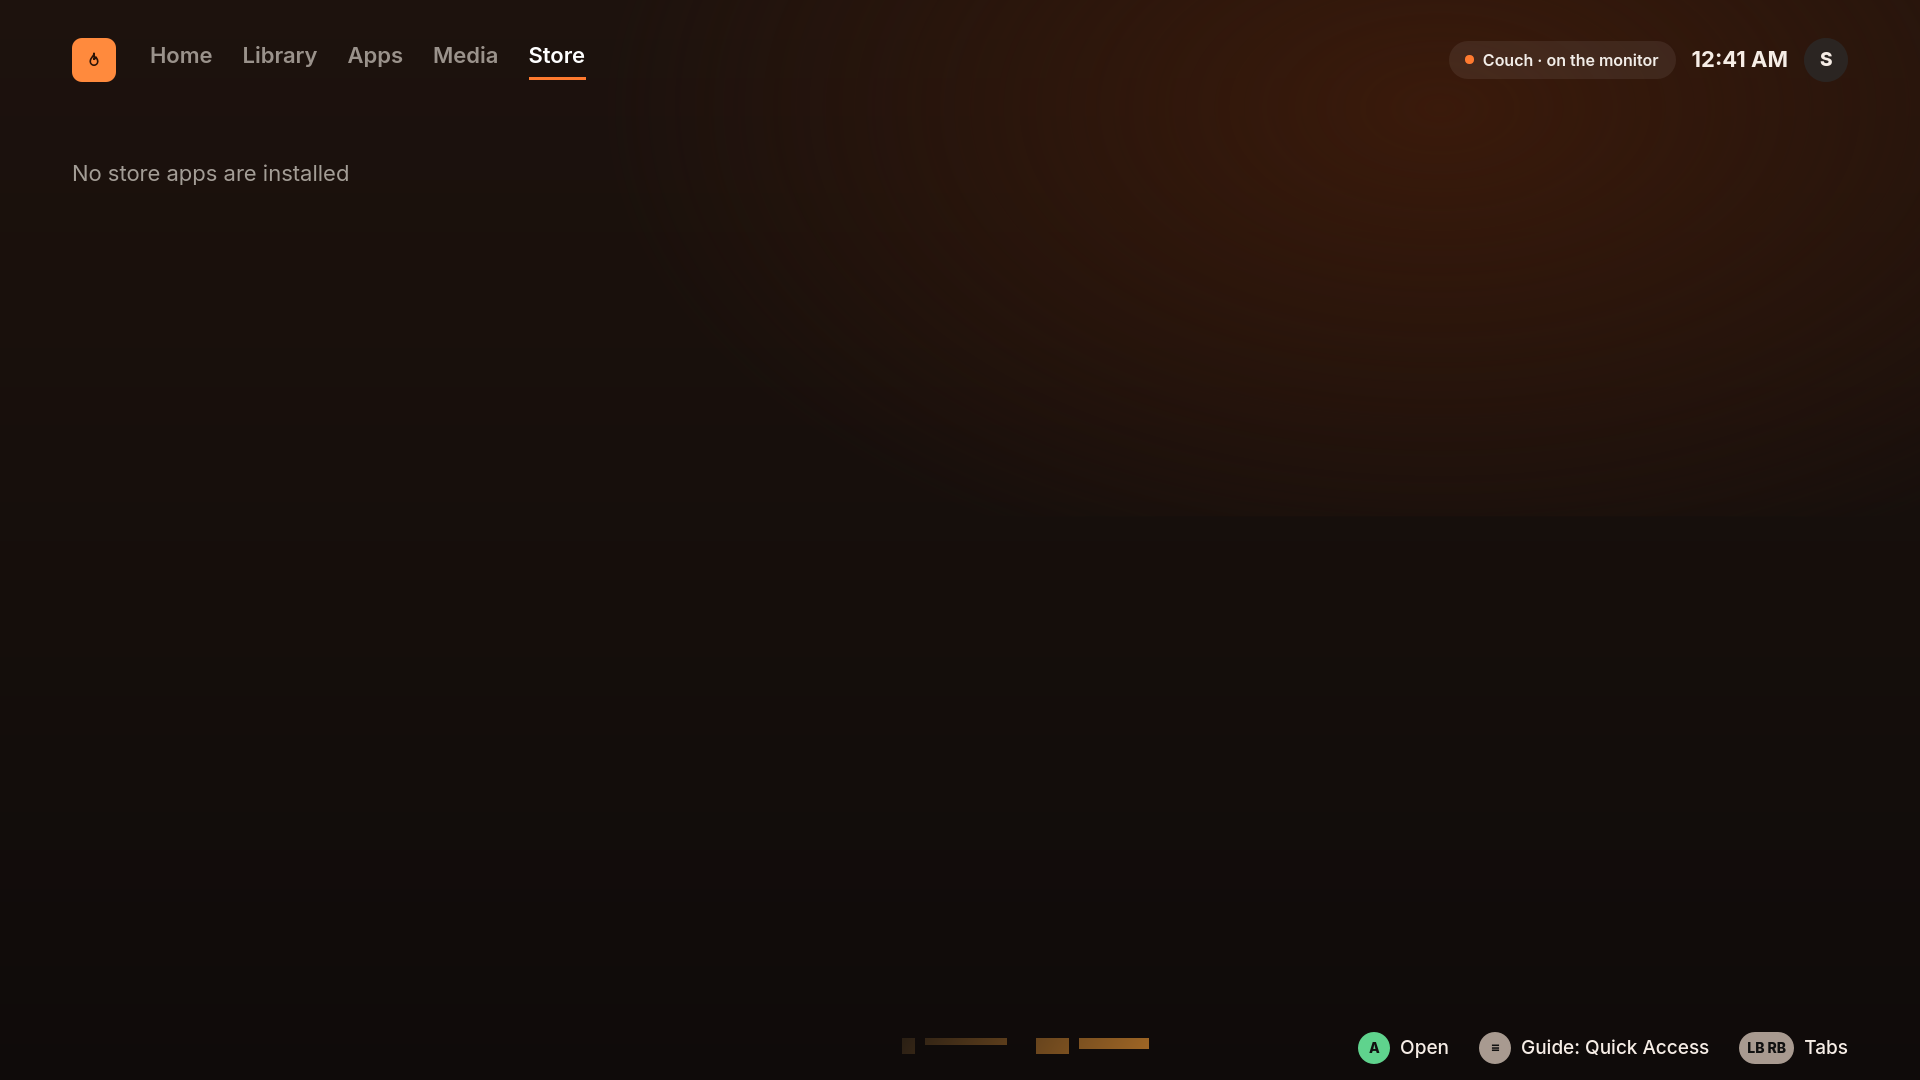 Home Library Apps Media Store
Couch · on the monitor 12:41 AM S
No store apps are installed
A Open ≡ Guide: Quick Access LB RB Tabs